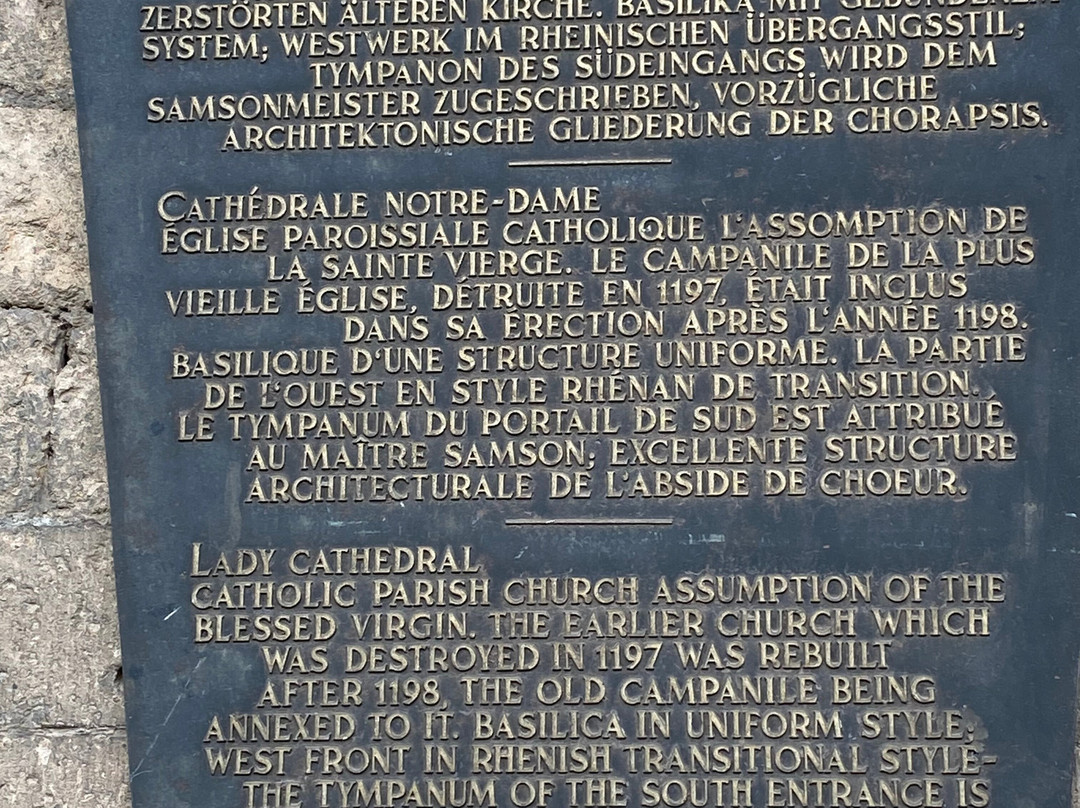 ZERSTÖRTEN ÄLTEREN KIRCHE. BASILIKA MIT GEBUNDENEM
SYSTEM; WESTWERK IM RHEINISCHEN ÜBERGANGSSTIL;
TYMPANON DES SÜDEINGANGS WIRD DEM
SAMSONMEISTER ZUGESCHRIEBEN, VORZÜGLICHE
ARCHITEKTONISCHE GLIEDERUNG DER CHORAPSIS.
CATHÉDRALE NOTRE-DAME
ÉGLISE PAROISSIALE CATHOLIQUE L'ASSOMPTION DE
LA SAINTE VIERGE. LE CAMPANILE DE LA PLUS
VIEILLE ÉGLISE, DÉTRUITE EN 1197, ÉTAIT INCLUS
DANS SA ÉRECTION APRÈS L'ANNÉE 1198.
BASILIQUE D'UNE STRUCTURE UNIFORME. LA PARTIE
DE L'OUEST EN STYLE RHÉNAN DE TRANSITION.
LE TYMPANUM DU PORTAIL DE SUD EST ATTRIBUÉ
AU MAÎTRE SAMSON; EXCELLENTE STRUCTURE
ARCHITECTURALE DE L'ABSIDE DE CHOEUR.
LADY CATHEDRAL
CATHOLIC PARISH CHURCH ASSUMPTION OF THE
BLESSED VIRGIN. THE EARLIER CHURCH WHICH
WAS DESTROYED IN 1197 WAS REBUILT
AFTER 1198, THE OLD CAMPANILE BEING
ANNEXED TO IT. BASILICA IN UNIFORM STYLE,
WEST FRONT IN RHENISH TRANSITIONAL STYLE-
THE TYMPANUM OF THE SOUTH ENTRANCE IS